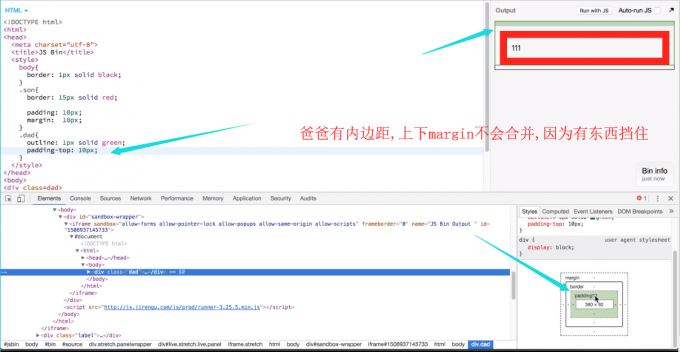 HTML
Output
Run with JS
Auto-run JS
<!DOCTYPE html>
<html>
<head>
<meta charset="utf-8">
<title>JS Bin</title>
<style>
body{
border: 1px solid black;
}
.son{
border: 15px solid red;
padding: 10px;
margin: 10px;
}
.dad{
outline: 1px solid green;
padding-top: 10px;
}
</style>
</head>
<body>
<div class=dad>
111
爸爸有内边距,上下margin不会合并,因为有东西挡住
Bin info
just now
Elements Console Sources Network Performance Memory Application Security Audits
1
▼<body>
▼<div id="sandbox-wrapper">
▼<iframe sandbox="allow-forms allow-pointer-lock allow-popups allow-same-origin allow-scripts" frameborder="0" name="JS Bin Output " id=
"1508937145733">
▼#document
<!DOCTYPE html>
▼<html>
▶<head>…</head>
▼<body>
▶<div class="dad">…</div> == $0
</body>
</html>
</iframe>
</div>
<script src="http://js.jirengu.com/js/prod/runner-3.25.5.min.js"></script>
</body>
</html>
</iframe>
▶<div class="label">…</div>
#jsbin body #bin #source div.stretch.panelwrapper div#live.stretch.live.panel iframe.stretch html body div#sandbox-wrapper iframe#1508937145733 html body div.dad
Styles Computed Event Listeners DOM Breakpoints
green;
padding-top: 10px;
}
div { user agent stylesheet
display: block;
}
margin
border
360 × 82